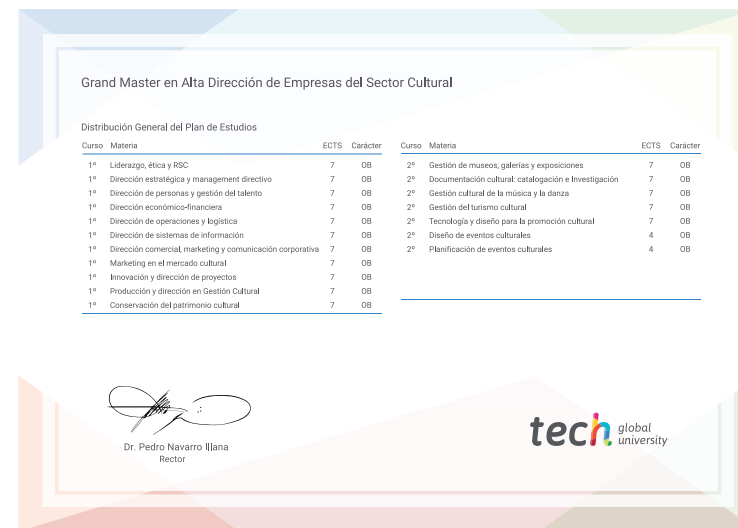 Grand Master en Alta Dirección de Empresas del Sector Cultural
Distribución General del Plan de Estudios
Curso Materia ECTS Carácter
1º Liderazgo, ética y RSC 7 OB
1º Dirección estratégica y management directivo 7 OB
1º Dirección de personas y gestión del talento 7 OB
1º Dirección económico-financiera 7 OB
1º Dirección de operaciones y logística 7 OB
1º Dirección de sistemas de información 7 OB
1º Dirección comercial, marketing y comunicación corporativa 7 OB
1º Marketing en el mercado cultural 7 OB
1º Innovación y dirección de proyectos 7 OB
1º Producción y dirección en Gestión Cultural 7 OB
1º Conservación del patrimonio cultural 7 OB
Curso Materia ECTS Carácter
2º Gestión de museos, galerías y exposiciones 7 OB
2º Documentación cultural: catalogación e Investigación 7 OB
2º Gestión cultural de la música y la danza 7 OB
2º Gestión del turismo cultural 7 OB
2º Tecnología y diseño para la promoción cultural 7 OB
2º Diseño de eventos culturales 4 OB
2º Planificación de eventos culturales 4 OB
Dr. Pedro Navarro Illana
Rector
tech global
university